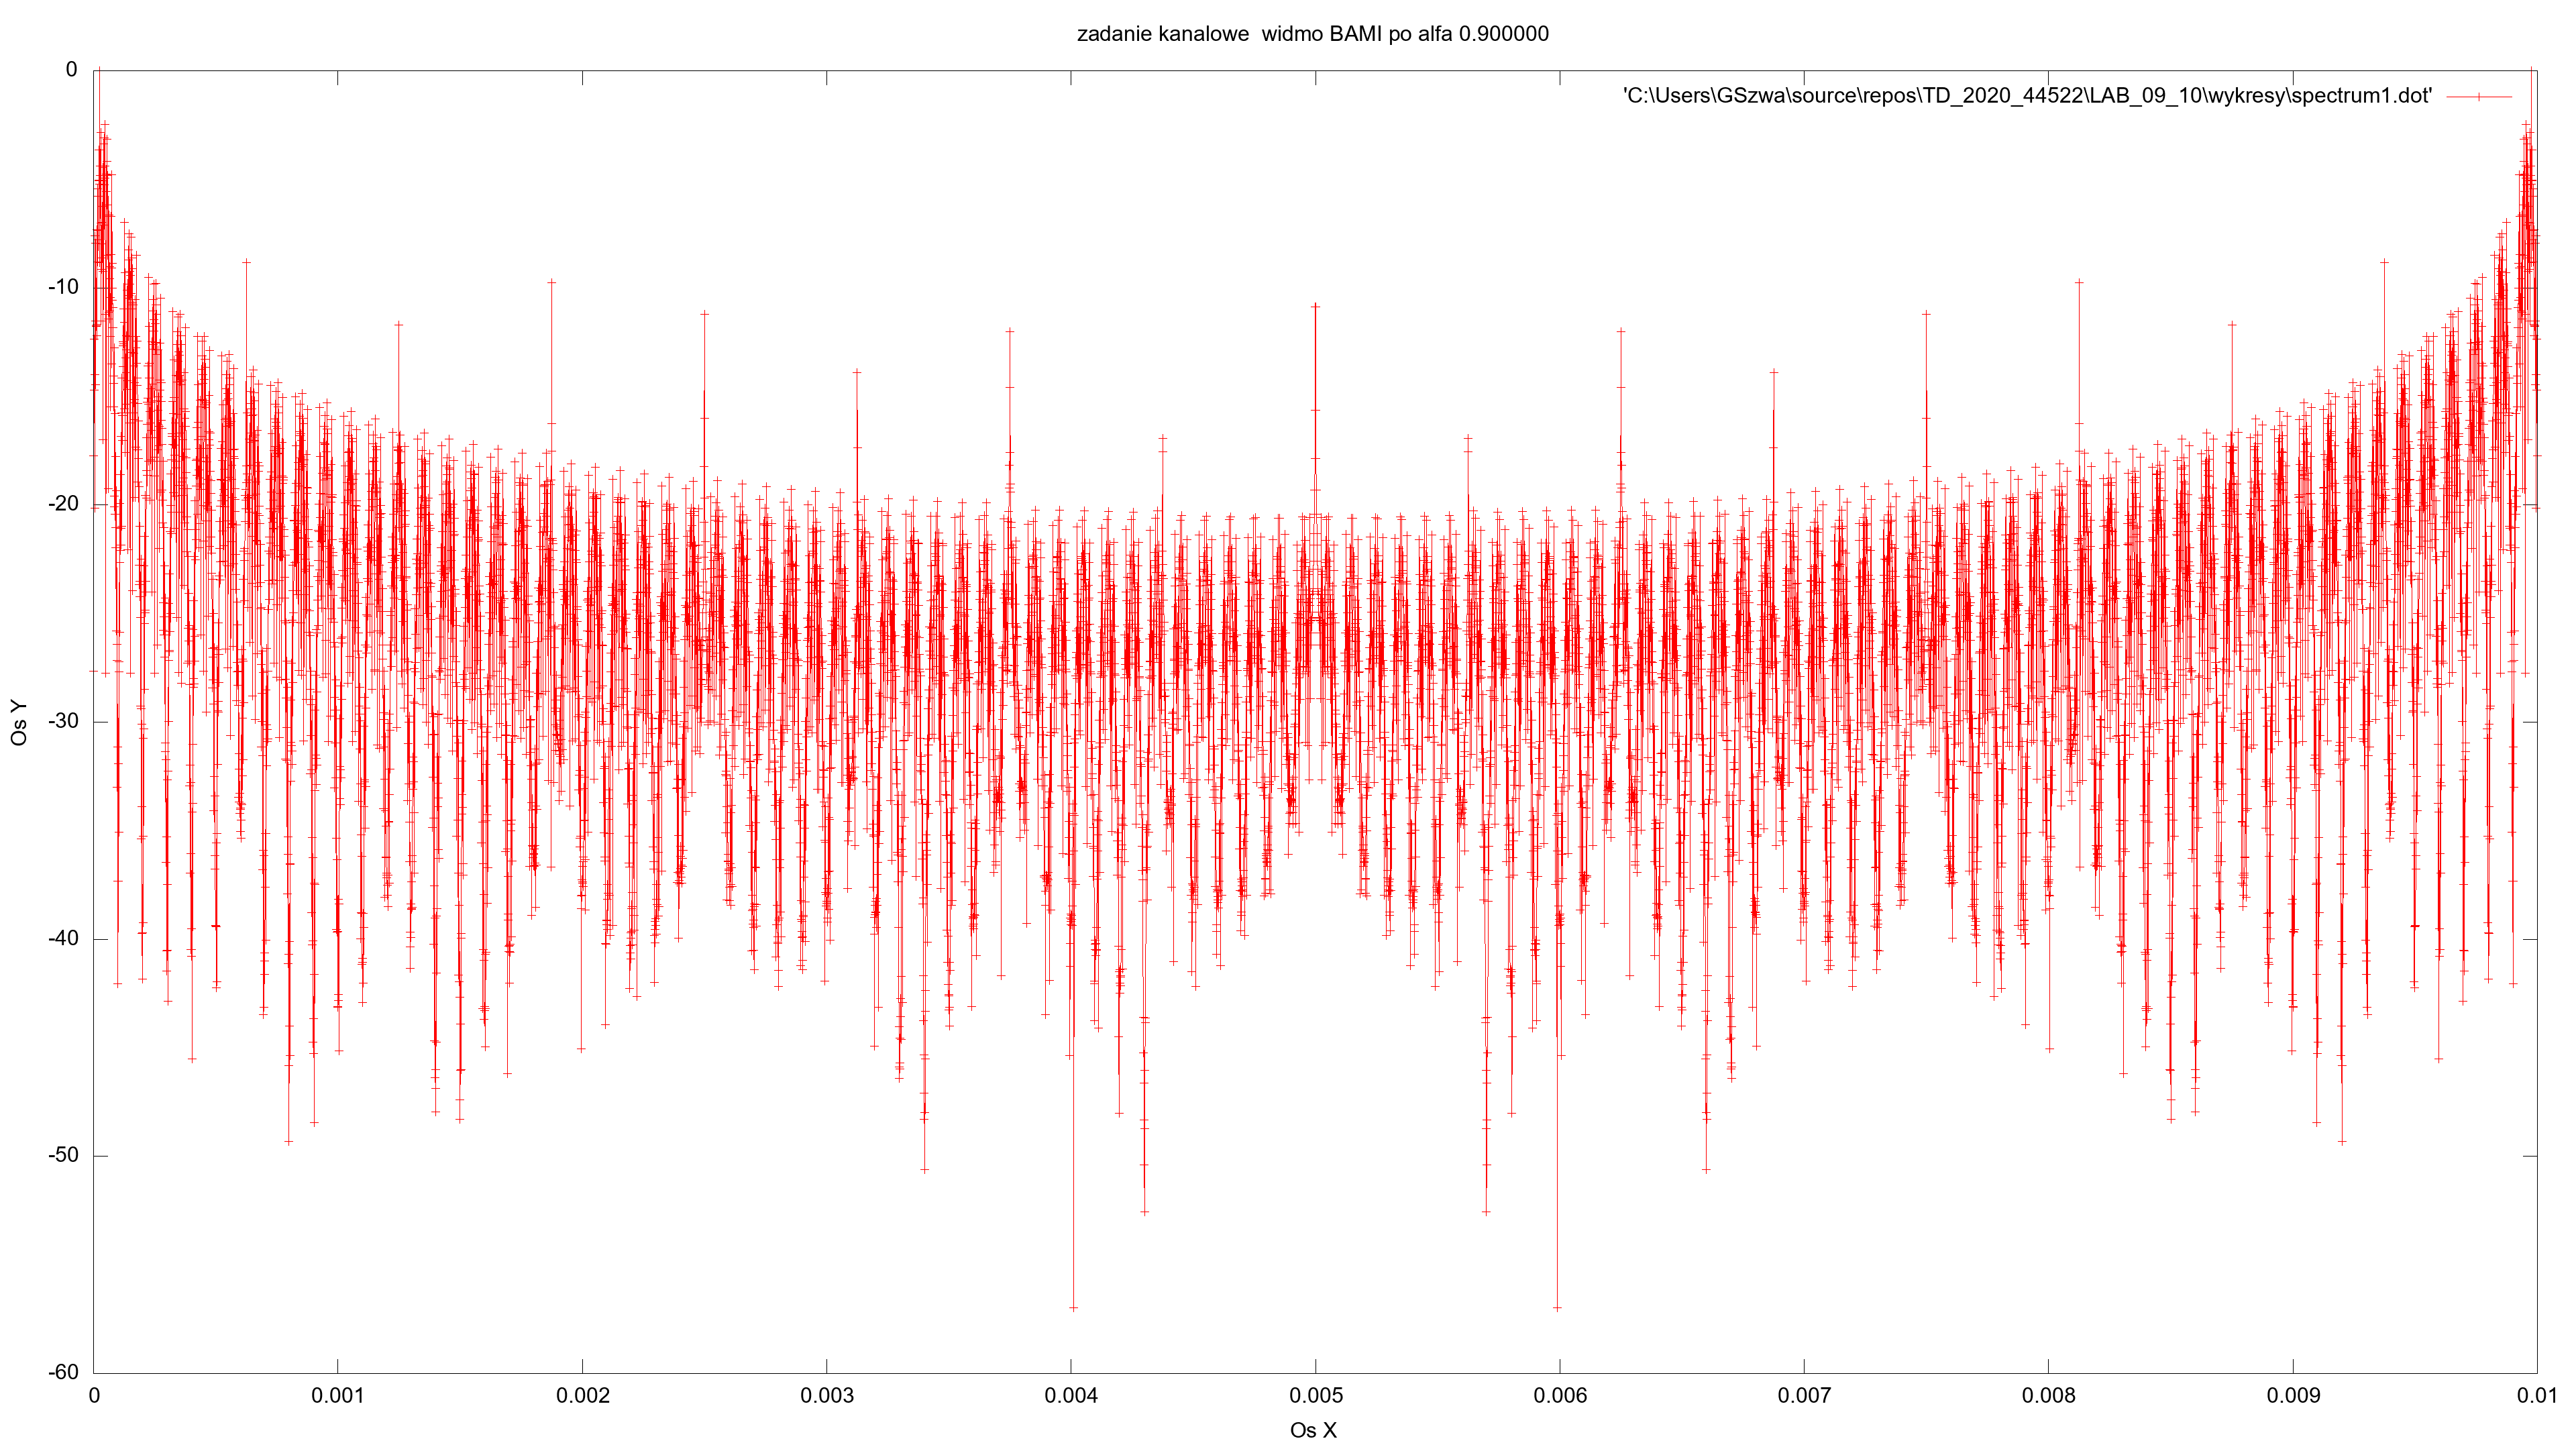 zadanie kanalowe  widmo BAMI po alfa 0.900000
'C:\Users\GSzwa\source\repos\TD_2020_44522\LAB_09_10\wykresy\spectrum1.dot'
0
-10
-20
-30
-40
-50
-60
Os Y
0 0.001 0.002 0.003 0.004 0.005 0.006 0.007 0.008 0.009 0.01
Os X